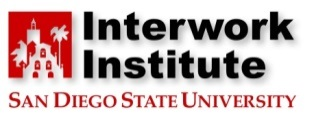 Interwork
Institute
SAN DIEGO STATE UNIVERSITY